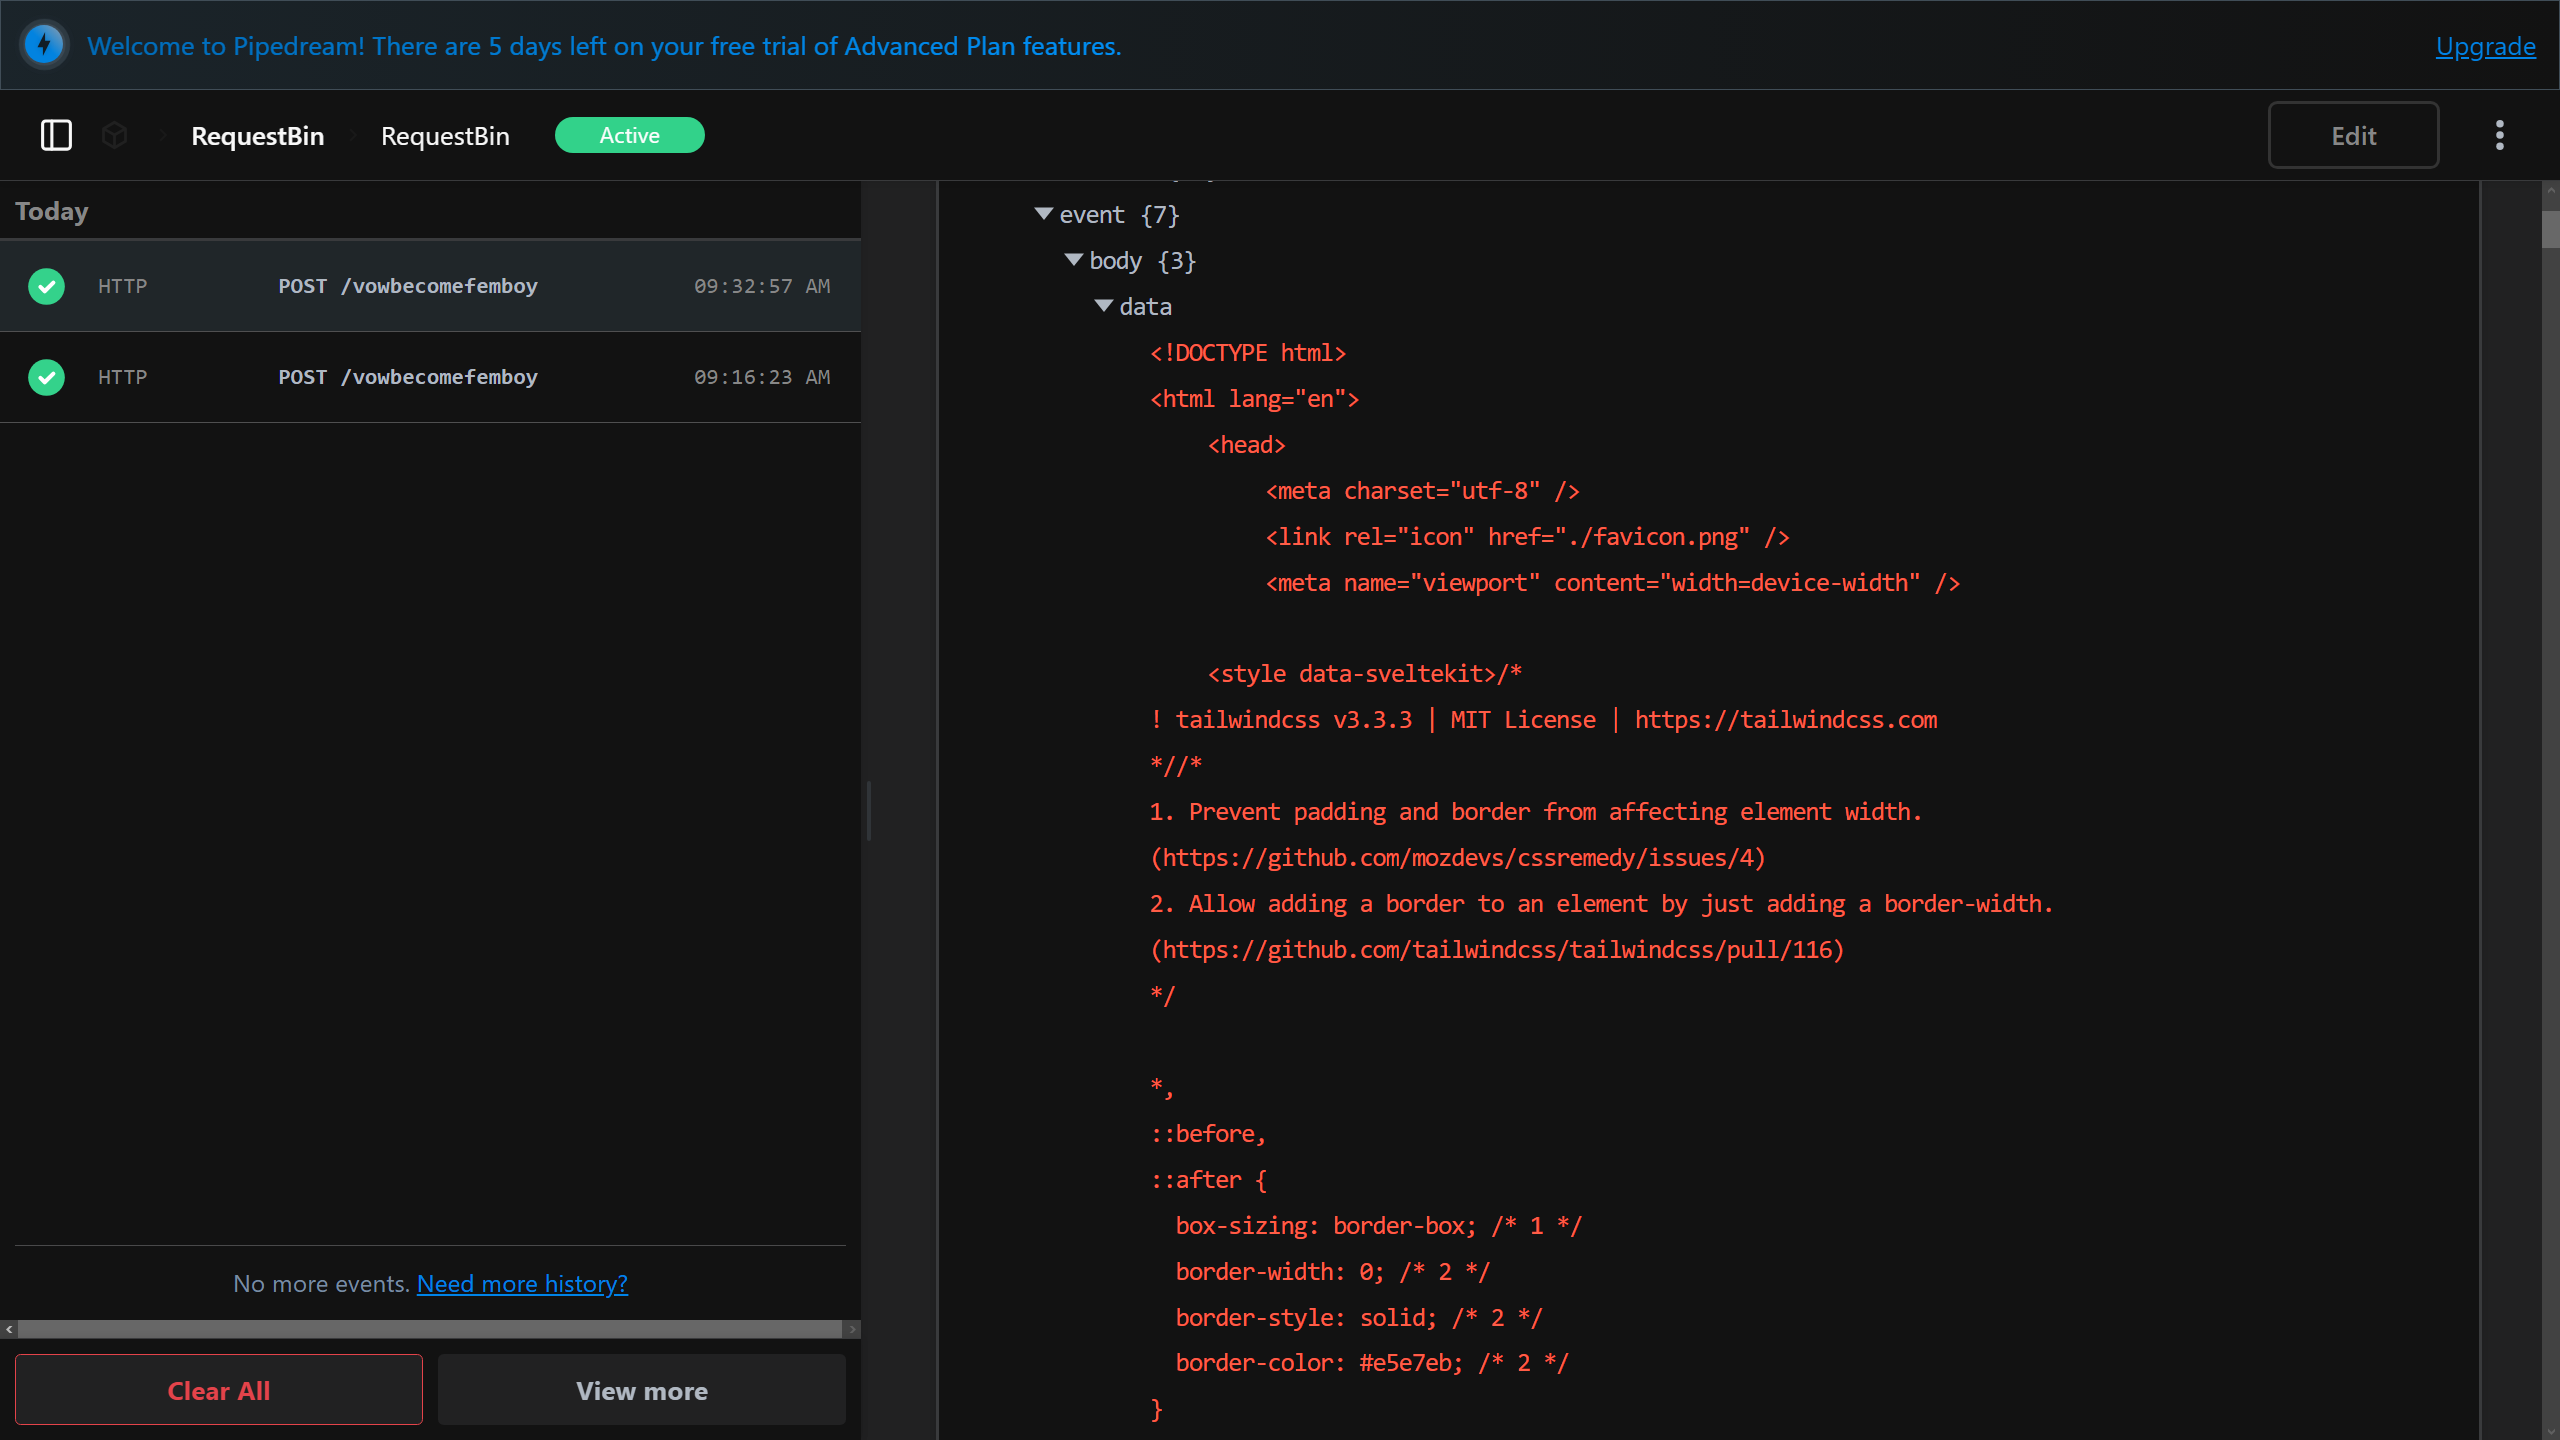 Welcome to Pipedream! There are 5 days left on your free trial of Advanced Plan features.
Upgrade
RequestBin
RequestBin
Active
Edit
Today
HTTP POST /vowbecomefemboy 09:32:57 AM
HTTP POST /vowbecomefemboy 09:16:23 AM
No more events. Need more history?
Clear All
View more
event {7}
body {3}
data
<!DOCTYPE html>
<html lang="en">
<head>
<meta charset="utf-8" />
<link rel="icon" href="./favicon.png" />
<meta name="viewport" content="width=device-width" />
<style data-sveltekit>/*
! tailwindcss v3.3.3 | MIT License | https://tailwindcss.com
*//*
1. Prevent padding and border from affecting element width.
(https://github.com/mozdevs/cssremedy/issues/4)
2. Allow adding a border to an element by just adding a border-width.
(https://github.com/tailwindcss/tailwindcss/pull/116)
*/
*,
::before,
::after {
box-sizing: border-box; /* 1 */
border-width: 0; /* 2 */
border-style: solid; /* 2 */
border-color: #e5e7eb; /* 2 */
}